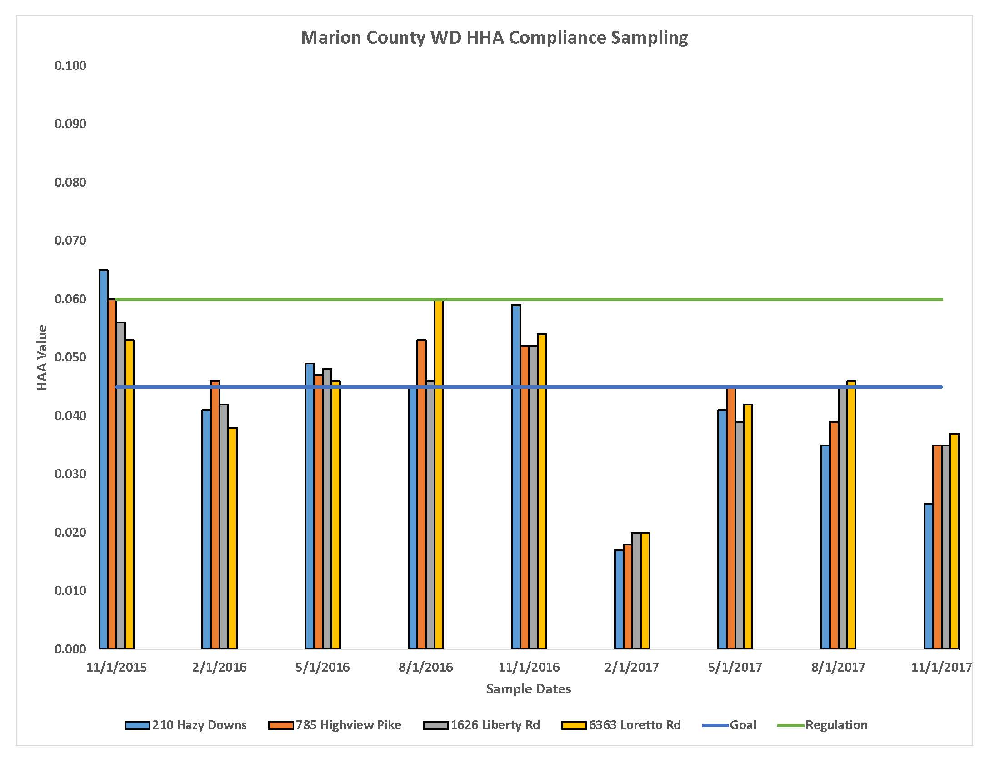 Marion County WD HHA Compliance Sampling
0.100
0.090
0.080
0.070
0.060
0.050
0.040
0.030
0.020
0.010
0.000
HAA Value
11/1/2015 2/1/2016 5/1/2016 8/1/2016 11/1/2016 2/1/2017 5/1/2017 8/1/2017 11/1/2017
Sample Dates
210 Hazy Downs 785 Highview Pike 1626 Liberty Rd 6363 Loretto Rd Goal Regulation